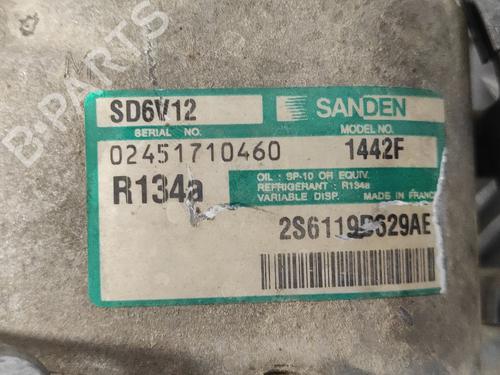 B-PARTS
SD6V12
SANDEN
SERIAL NO.
MODEL NO.
02451710460
1442F
R134a
OIL : SP-10 OR EQUIV.
REFRIGERANT : R134a
VARIABLE DISP. MADE IN FRANCE